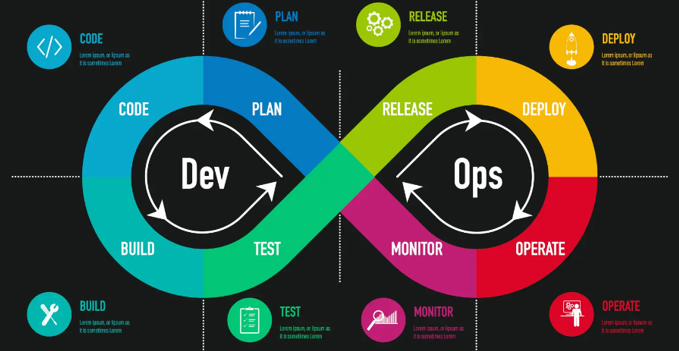 CODE
Lorem Ipsum, or lipsum as
it is sometimes Lorem
PLAN
Lorem Ipsum, or lipsum as
it is sometimes Lorem
RELEASE
Lorem Ipsum, or lipsum as
it is sometimes Lorem
DEPLOY
Lorem Ipsum, or lipsum as
it is sometimes Lorem
CODE
PLAN
RELEASE
DEPLOY
Dev
Ops
BUILD
TEST
MONITOR
OPERATE
BUILD
Lorem Ipsum, or lipsum as
it is sometimes Lorem
TEST
Lorem Ipsum, or lipsum as
it is sometimes Lorem
MONITOR
Lorem Ipsum, or lipsum as
it is sometimes Lorem
OPERATE
Lorem Ipsum, or lipsum as
it is sometimes Lorem